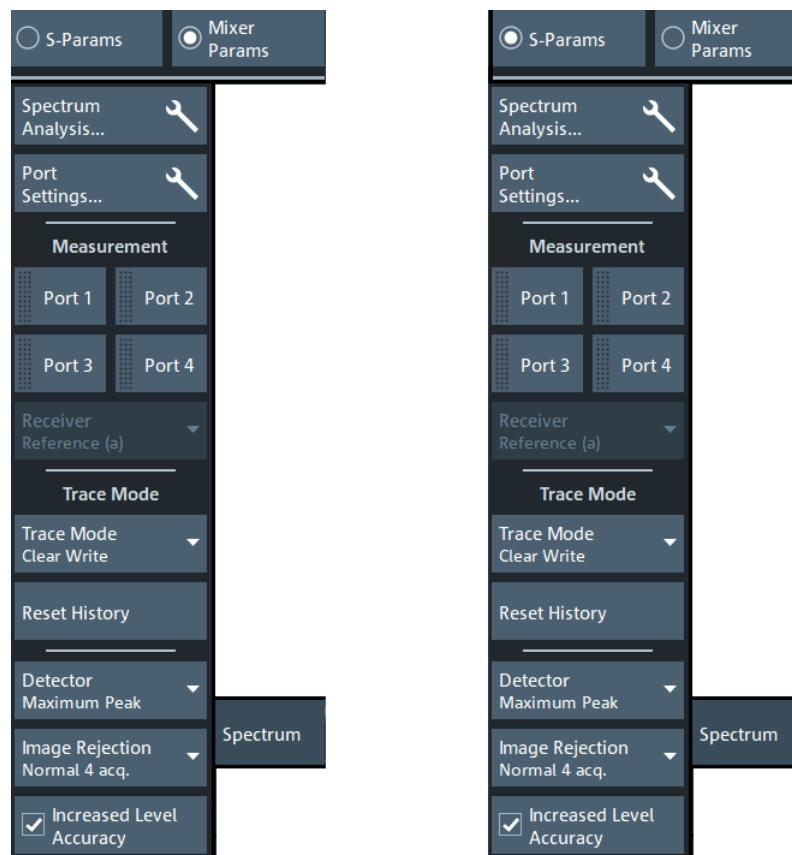 S-Params
Mixer
Params
Spectrum
Analysis...
Port
Settings...
Measurement
Port 1
Port 2
Port 3
Port 4
Receiver
Reference (a)
Trace Mode
Trace Mode
Clear Write
Reset History
Detector
Maximum Peak
Image Rejection
Normal 4 acq.
Increased Level
Accuracy
Spectrum
S-Params
Mixer
Params
Spectrum
Analysis...
Port
Settings...
Measurement
Port 1
Port 2
Port 3
Port 4
Receiver
Reference (a)
Trace Mode
Trace Mode
Clear Write
Reset History
Detector
Maximum Peak
Image Rejection
Normal 4 acq.
Increased Level
Accuracy
Spectrum